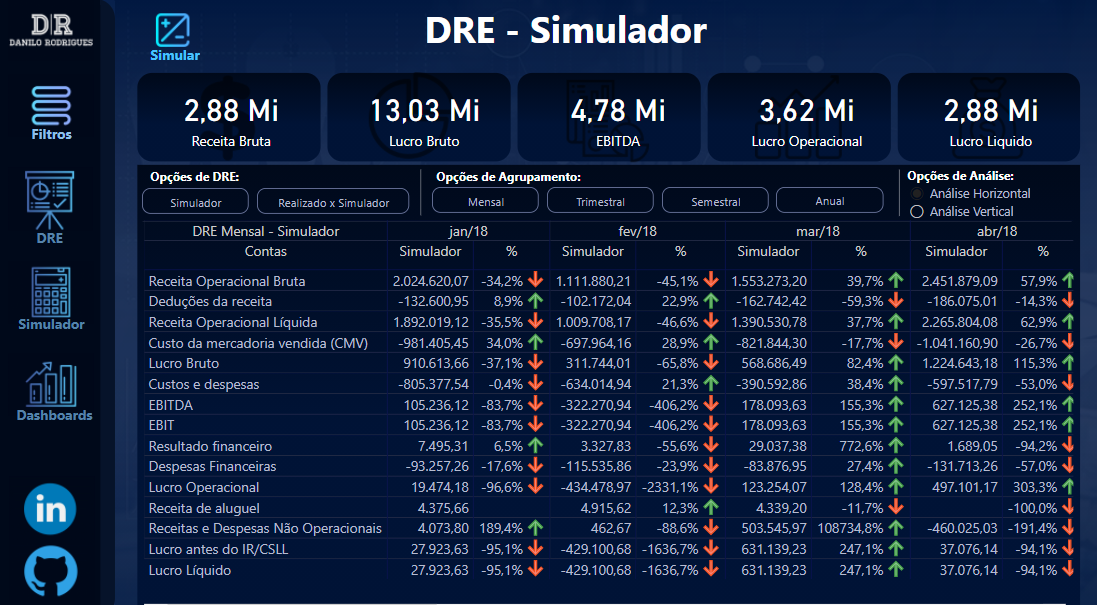 D|R
DANILO RODRIGUES
Simular
DRE - Simulador
Filtros
DRE
Simulador
Dashboards
in
2,88 Mi 13,03 Mi 4,78 Mi 3,62 Mi 2,88 Mi
Receita Bruta Lucro Bruto EBITDA Lucro Operacional Lucro Liquido
Opções de DRE: Opções de Agrupamento: Opções de Análise:
Simulador Realizado x Simulador Mensal Trimestral Semestral Anual Análise Horizontal
Análise Vertical
DRE Mensal - Simulador jan/18 fev/18 mar/18 abr/18
Contas Simulador % Simulador % Simulador % Simulador %
Receita Operacional Bruta 2.024.620,07 -34,2% 1.111.880,21 -45,1% 1.553.273,20 39,7% 2.451.879,09 57,9%
Deduções da receita -132.600,95 8,9% -102.172,04 22,9% -162.742,42 -59,3% -186.075,01 -14,3%
Receita Operacional Líquida 1.892.019,12 -35,5% 1.009.708,17 -46,6% 1.390.530,78 37,7% 2.265.804,08 62,9%
Custo da mercadoria vendida (CMV) -981.405,45 34,0% -697.964,16 28,9% -821.844,30 -17,7% -1.041.160,90 -26,7%
Lucro Bruto 910.613,66 -37,1% 311.744,01 -65,8% 568.686,49 82,4% 1.224.643,18 115,3%
Custos e despesas -805.377,54 -0,4% -634.014,94 21,3% -390.592,86 38,4% -597.517,79 -53,0%
EBITDA 105.236,12 -83,7% -322.270,94 -406,2% 178.093,63 155,3% 627.125,38 252,1%
EBIT 105.236,12 -83,7% -322.270,94 -406,2% 178.093,63 155,3% 627.125,38 252,1%
Resultado financeiro 7.495,31 6,5% 3.327,83 -55,6% 29.037,38 772,6% 1.689,05 -94,2%
Despesas Financeiras -93.257,26 -17,6% -115.535,86 -23,9% -83.876,95 27,4% -131.713,26 -57,0%
Lucro Operacional 19.474,18 -96,6% -434.478,97 -2331,1% 123.254,07 128,4% 497.101,17 303,3%
Receita de aluguel 4.375,66 4.915,62 12,3% 4.339,20 -11,7% -100,0%
Receitas e Despesas Não Operacionais 4.073,80 189,4% 462,67 -88,6% 503.545,97 108734,8% -460.025,03 -191,4%
Lucro antes do IR/CSLL 27.923,63 -95,1% -429.100,68 -1636,7% 631.139,23 247,1% 37.076,14 -94,1%
Lucro Líquido 27.923,63 -95,1% -429.100,68 -1636,7% 631.139,23 247,1% 37.076,14 -94,1%